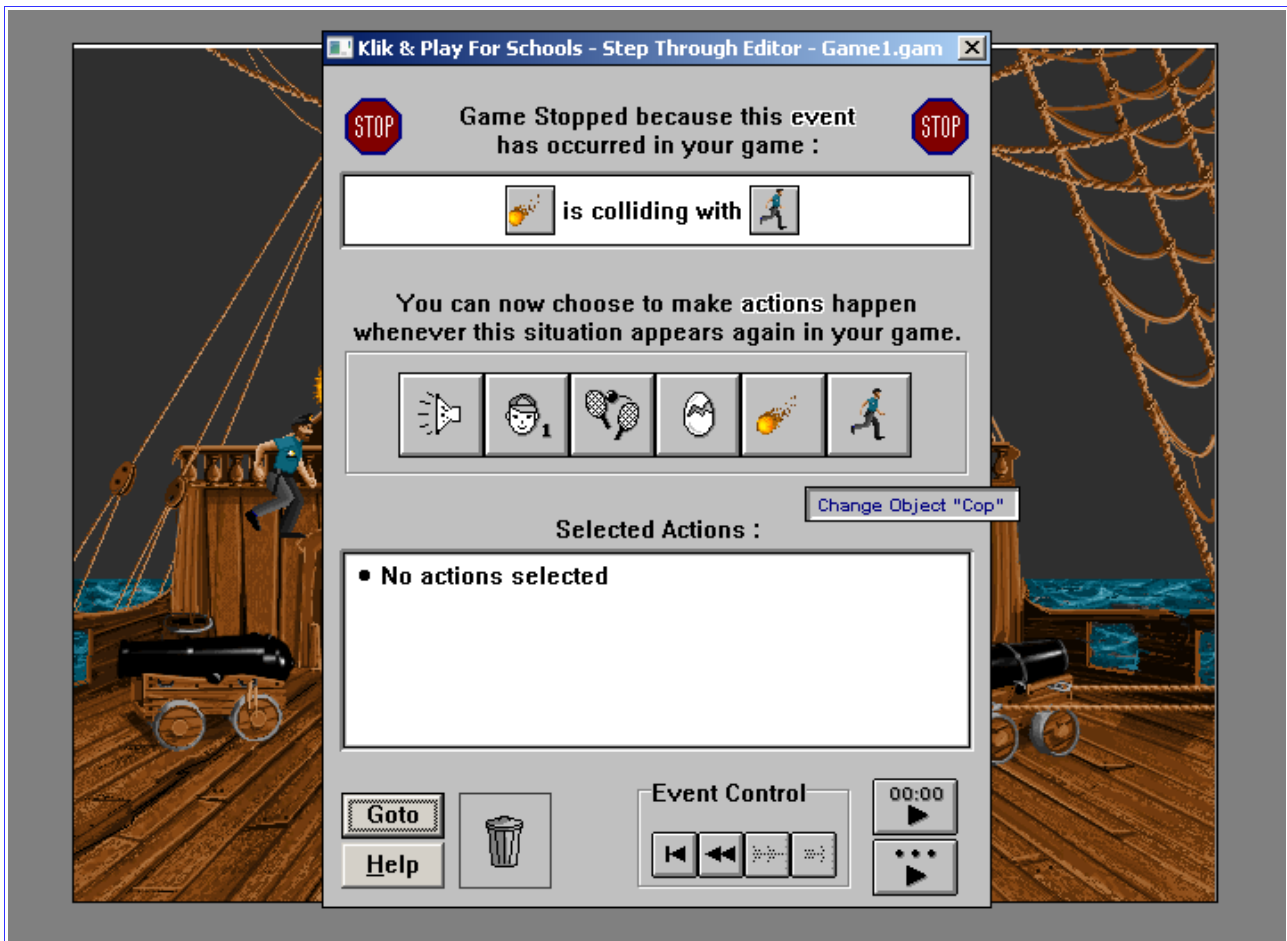 Klik & Play For Schools - Step Through Editor - Game1.gam
STOP
Game Stopped because this event
has occurred in your game :
STOP
is colliding with
You can now choose to make actions happen
whenever this situation appears again in your game.
1
Change Object "Cop"
Selected Actions :
• No actions selected
Goto
Help
Event Control
00:00